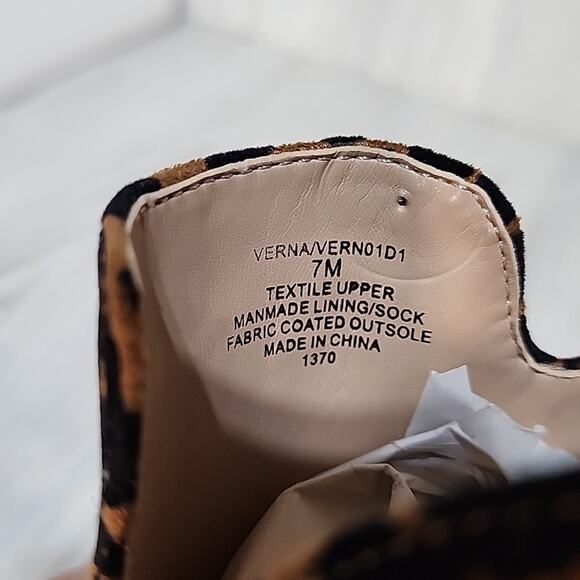 VERNA/VERN01D1
7M
TEXTILE UPPER
MANMADE LINING/SOCK
FABRIC COATED OUTSOLE
MADE IN CHINA
1370